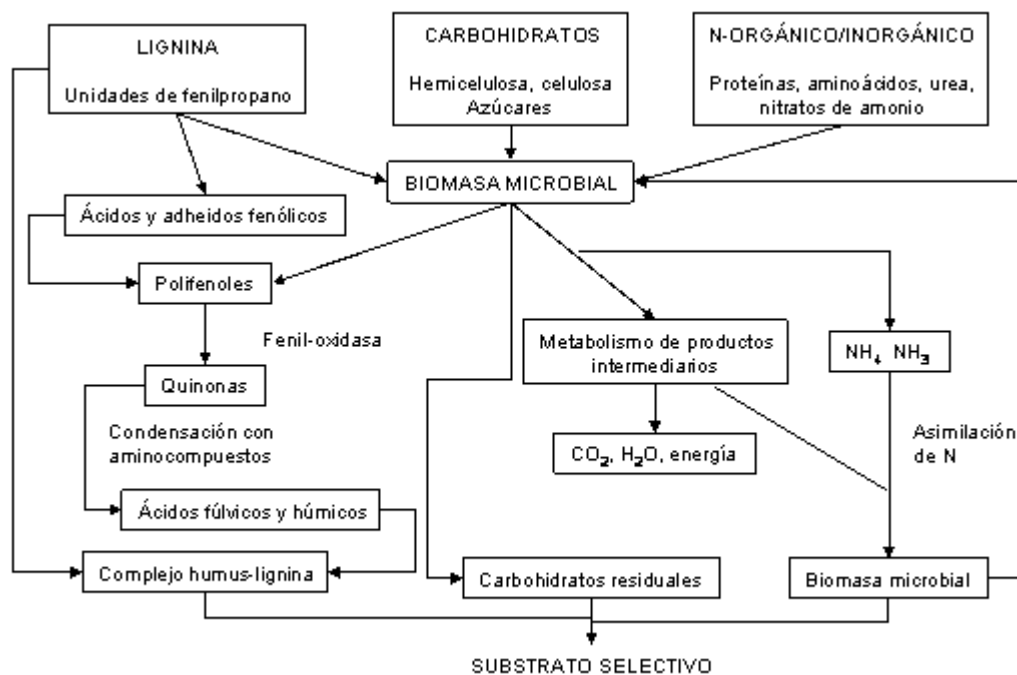 LIGNINA
Unidades de fenilpropano
CARBOHIDRATOS
Hemicelulosa, celulosa
Azúcares
N-ORGÁNICO/INORGÁNICO
Proteínas, aminoácidos, urea,
nitratos de amonio
BIOMASA MICROBIAL
Ácidos y adheidos fenólicos
Polifenoles
Fenil-oxidasa
Quinonas
Condensación con
aminocompuestos
Ácidos fúlvicos y húmicos
Complejo humus-lignina
Metabolismo de productos
intermediarios
CO₂, H₂O, energía
NH₄ NH₃
Asimilación
de N
Carbohidratos residuales
Biomasa microbial
SUBSTRATO SELECTIVO